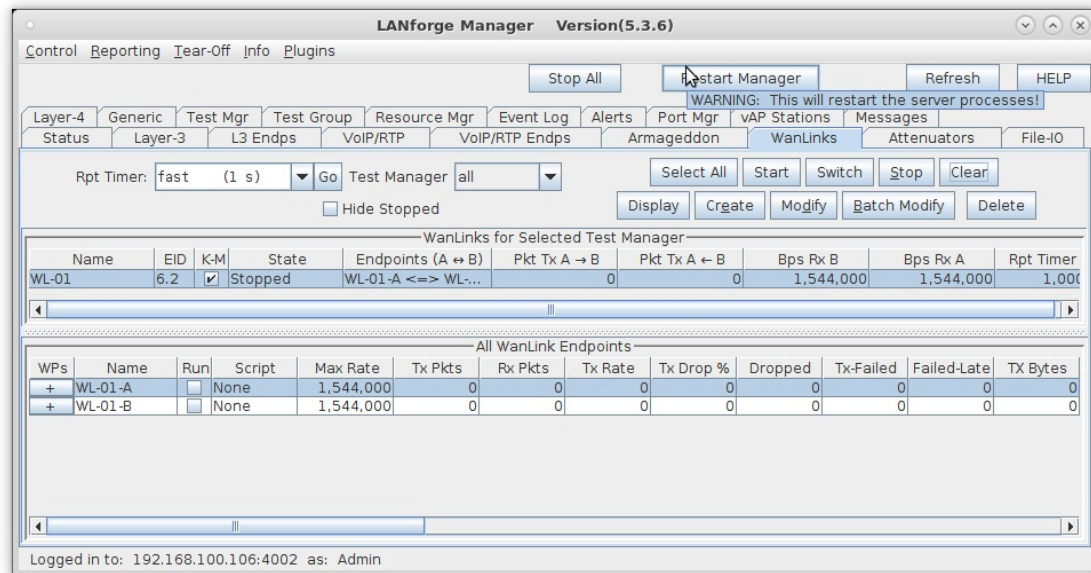 LANforge Manager Version(5.3.6)
Control Reporting Tear-Off Info Plugins
Stop All Restart Manager Refresh HELP
WARNING: This will restart the server processes!
Layer-4 Generic Test Mgr Test Group Resource Mgr Event Log Alerts Port Mgr vAP Stations Messages
Status Layer-3 L3 Endps VoIP/RTP VoIP/RTP Endps Armageddon WanLinks Attenuators File-IO
Rpt Timer: fast (1 s) Go Test Manager all Select All Start Switch Stop Clear
Hide Stopped Display Create Modify Batch Modify Delete
WanLinks for Selected Test Manager
Name EID K-M State Endpoints (A ↔ B) Pkt Tx A → B Pkt Tx A ← B Bps Rx B Bps Rx A Rpt Timer
WL-01 6.2 Stopped WL-01-A <=> WL-... 0 0 1,544,000 1,544,000 1,000
All WanLink Endpoints
WPs Name Run Script Max Rate Tx Pkts Rx Pkts Tx Rate Tx Drop % Dropped Tx-Failed Failed-Late TX Bytes
+ WL-01-A None 1,544,000 0 0 0 0 0 0 0 0
+ WL-01-B None 1,544,000 0 0 0 0 0 0 0 0
Logged in to: 192.168.100.106:4002 as: Admin